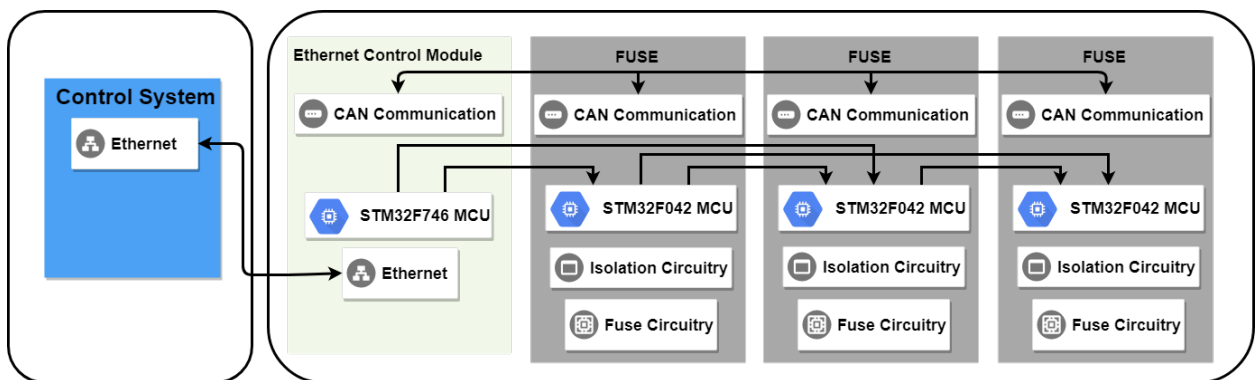 Control System
Ethernet
Ethernet Control Module
CAN Communication
STM32F746 MCU
Ethernet
FUSE
CAN Communication
STM32F042 MCU
Isolation Circuitry
Fuse Circuitry
FUSE
CAN Communication
STM32F042 MCU
Isolation Circuitry
Fuse Circuitry
FUSE
CAN Communication
STM32F042 MCU
Isolation Circuitry
Fuse Circuitry